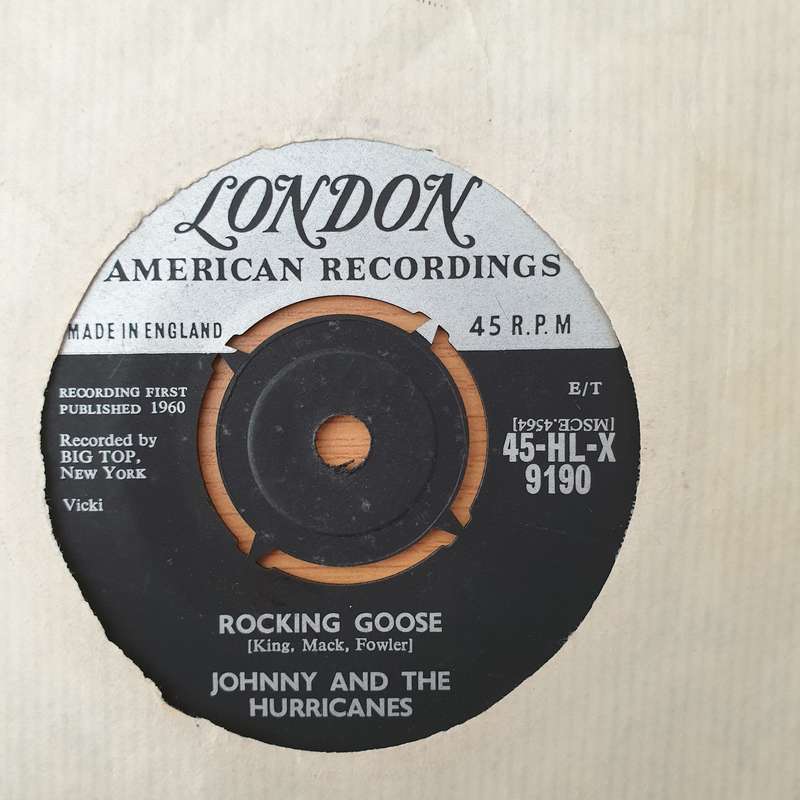 LONDON
AMERICAN RECORDINGS
MADE IN ENGLAND
45 R.P.M
RECORDING FIRST
PUBLISHED 1960
Recorded by
BIG TOP,
NEW YORK
Vicki
E/T
[MSCE.4564]
45-HL-X
9190
ROCKING GOOSE
[King, Mack, Fowler]
JOHNNY AND THE
HURRICANES